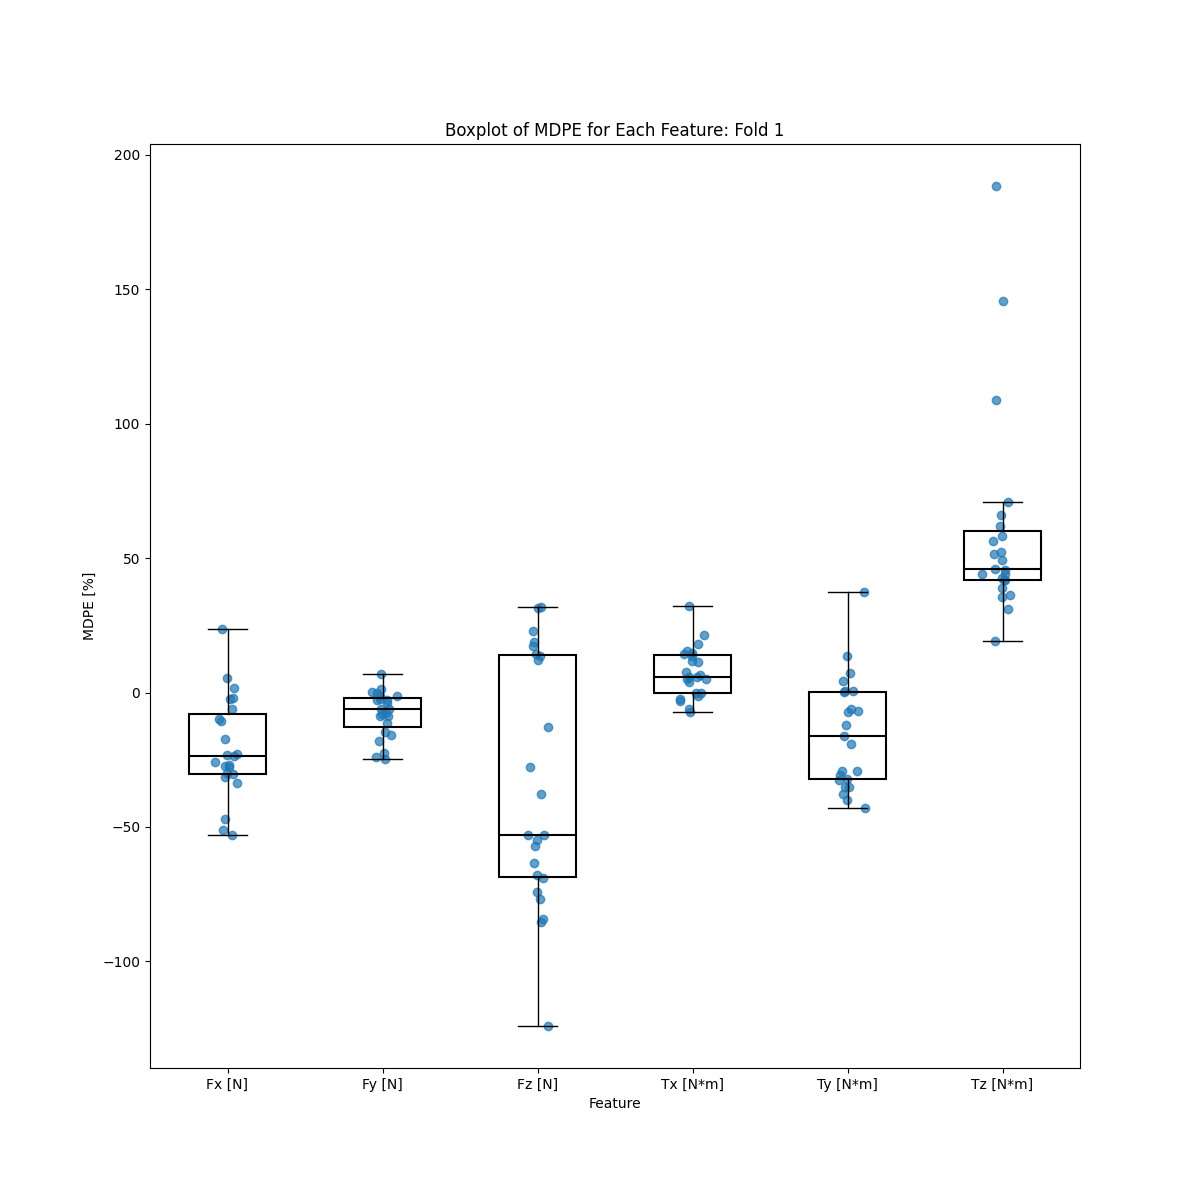 Boxplot of MDPE for Each Feature: Fold 1
200
150
100
50
0
−50
−100
MDPE [%]
Fx [N] Fy [N] Fz [N] Tx [N*m] Ty [N*m] Tz [N*m]
Feature